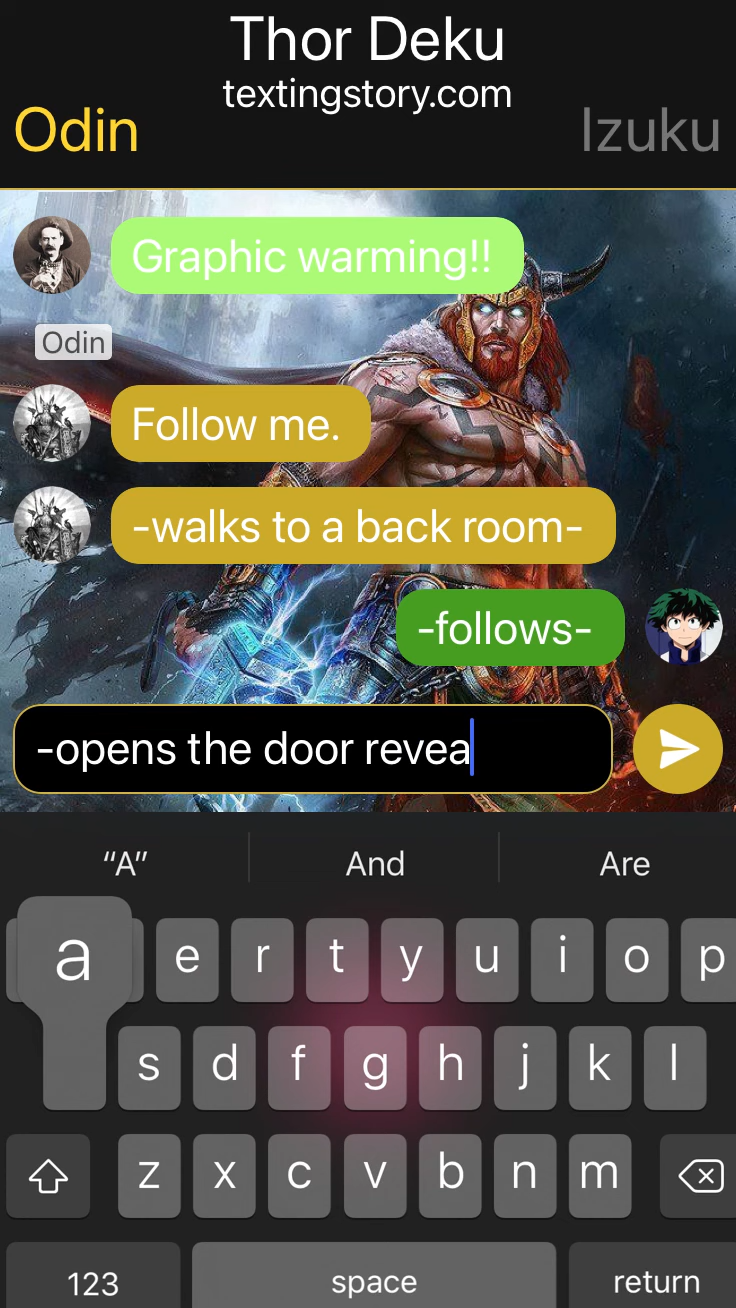 Thor Deku
textingstory.com
Odin
Izuku
Graphic warming!!
Odin
Follow me.
-walks to a back room-
-follows-
-opens the door revea
“A”
And
Are
a
e r t y u i o p
s d f g h j k l
z x c v b n m
123
space
return